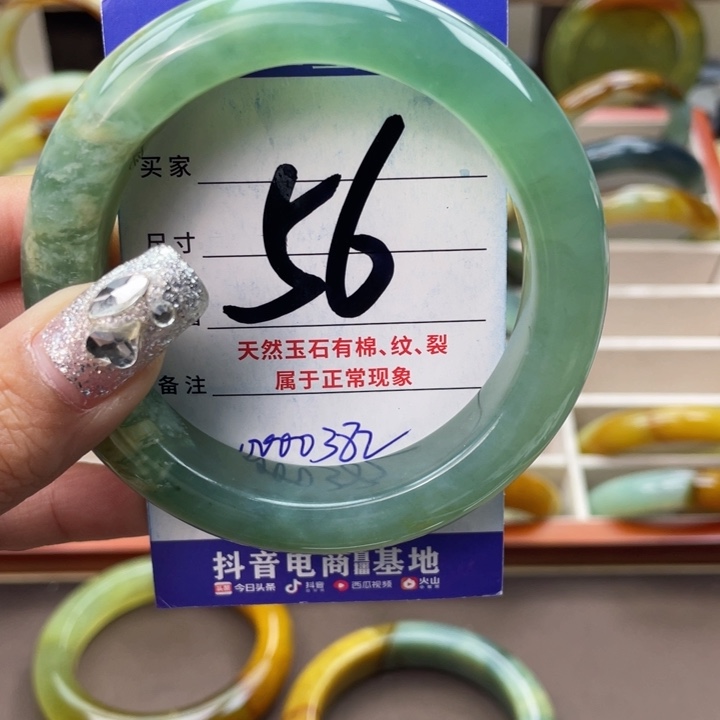 买家
56
尺寸
天然玉石有棉、纹、裂
备注
属于正常现象
抖音电商直播基地
今日头条 抖音 西瓜视频 火山